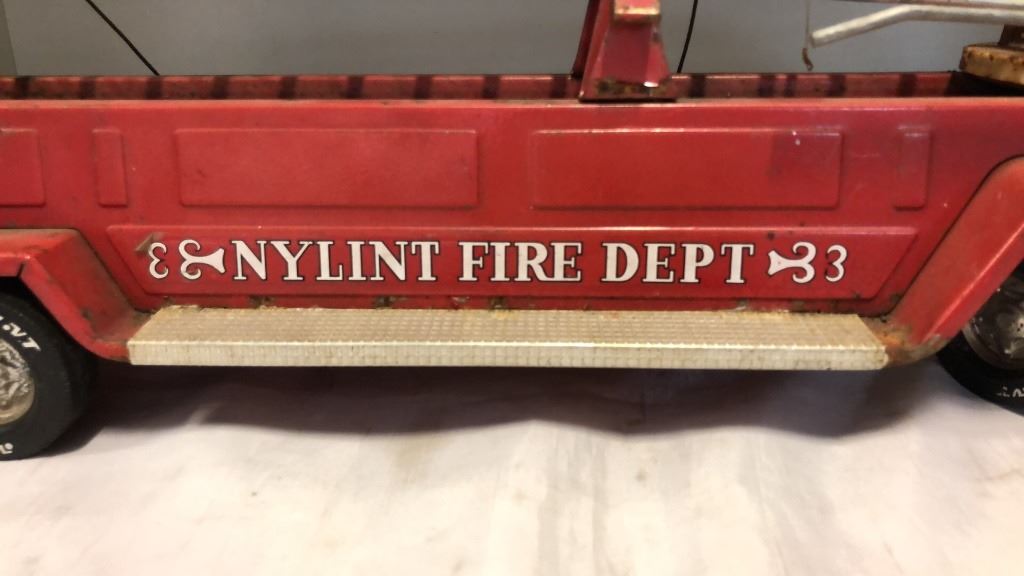 NYLINT FIRE DEPT